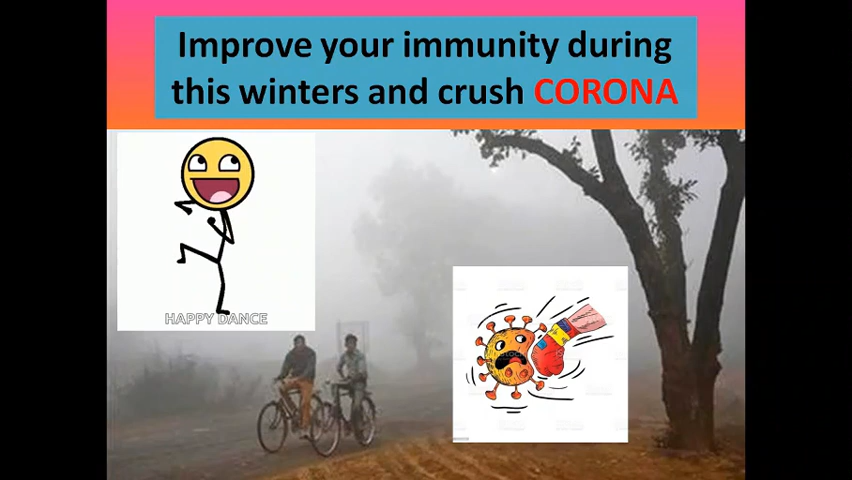 Improve your immunity during
this winters and crush CORONA
HAPPY DANCE